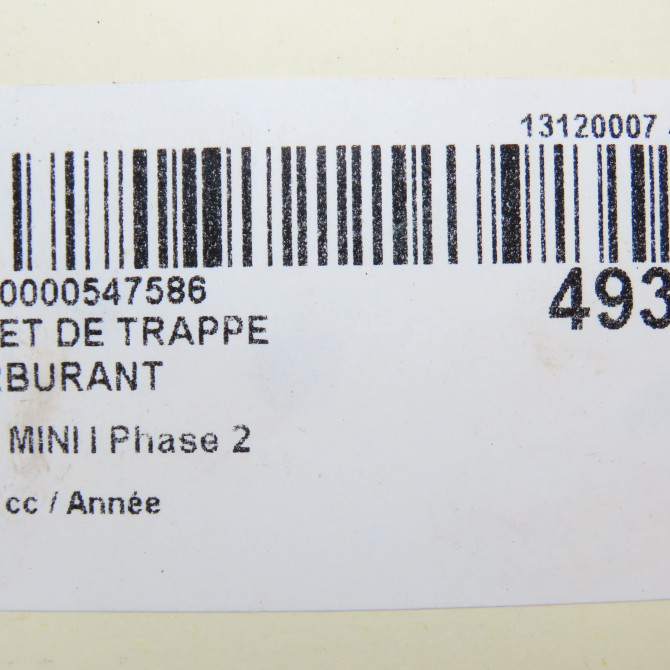 13120007
0000547586
493
ET DE TRAPPE
RBURANT
MINI I Phase 2
cc / Année